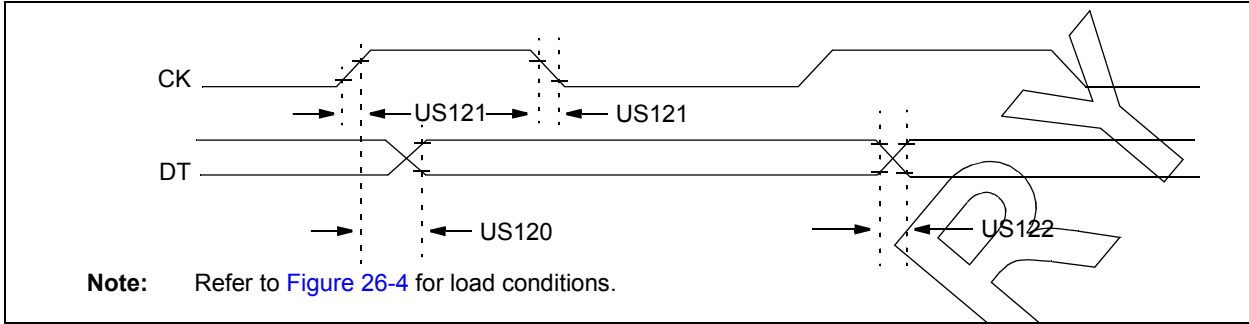 CK
US121 US121
DT
US120 US122
Note: Refer to Figure 26-4 for load conditions.
R Y